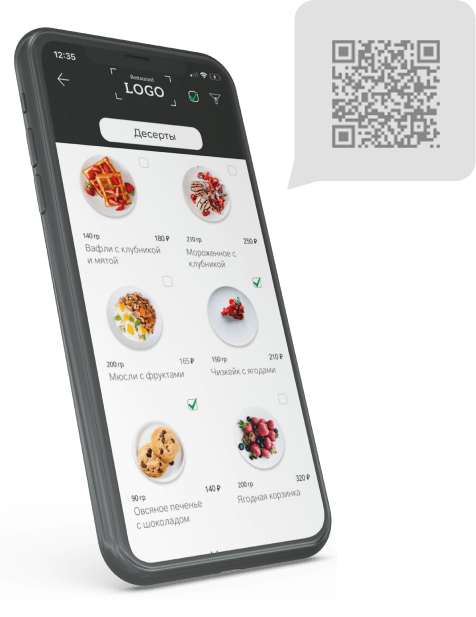 12:35
Restaurant
LOGO
Десерты
140 гр 180 ₽
Вафли с клубникой
и мятой
210 гр 250 ₽
Мороженное с
клубникой
200 гр 165 ₽
Мюсли с фруктами
150 гр 210 ₽
Чизкейк с ягодами
90 гр 140 ₽
Овсяное печенье
с шоколадом
200 гр 320 ₽
Ягодная корзинка